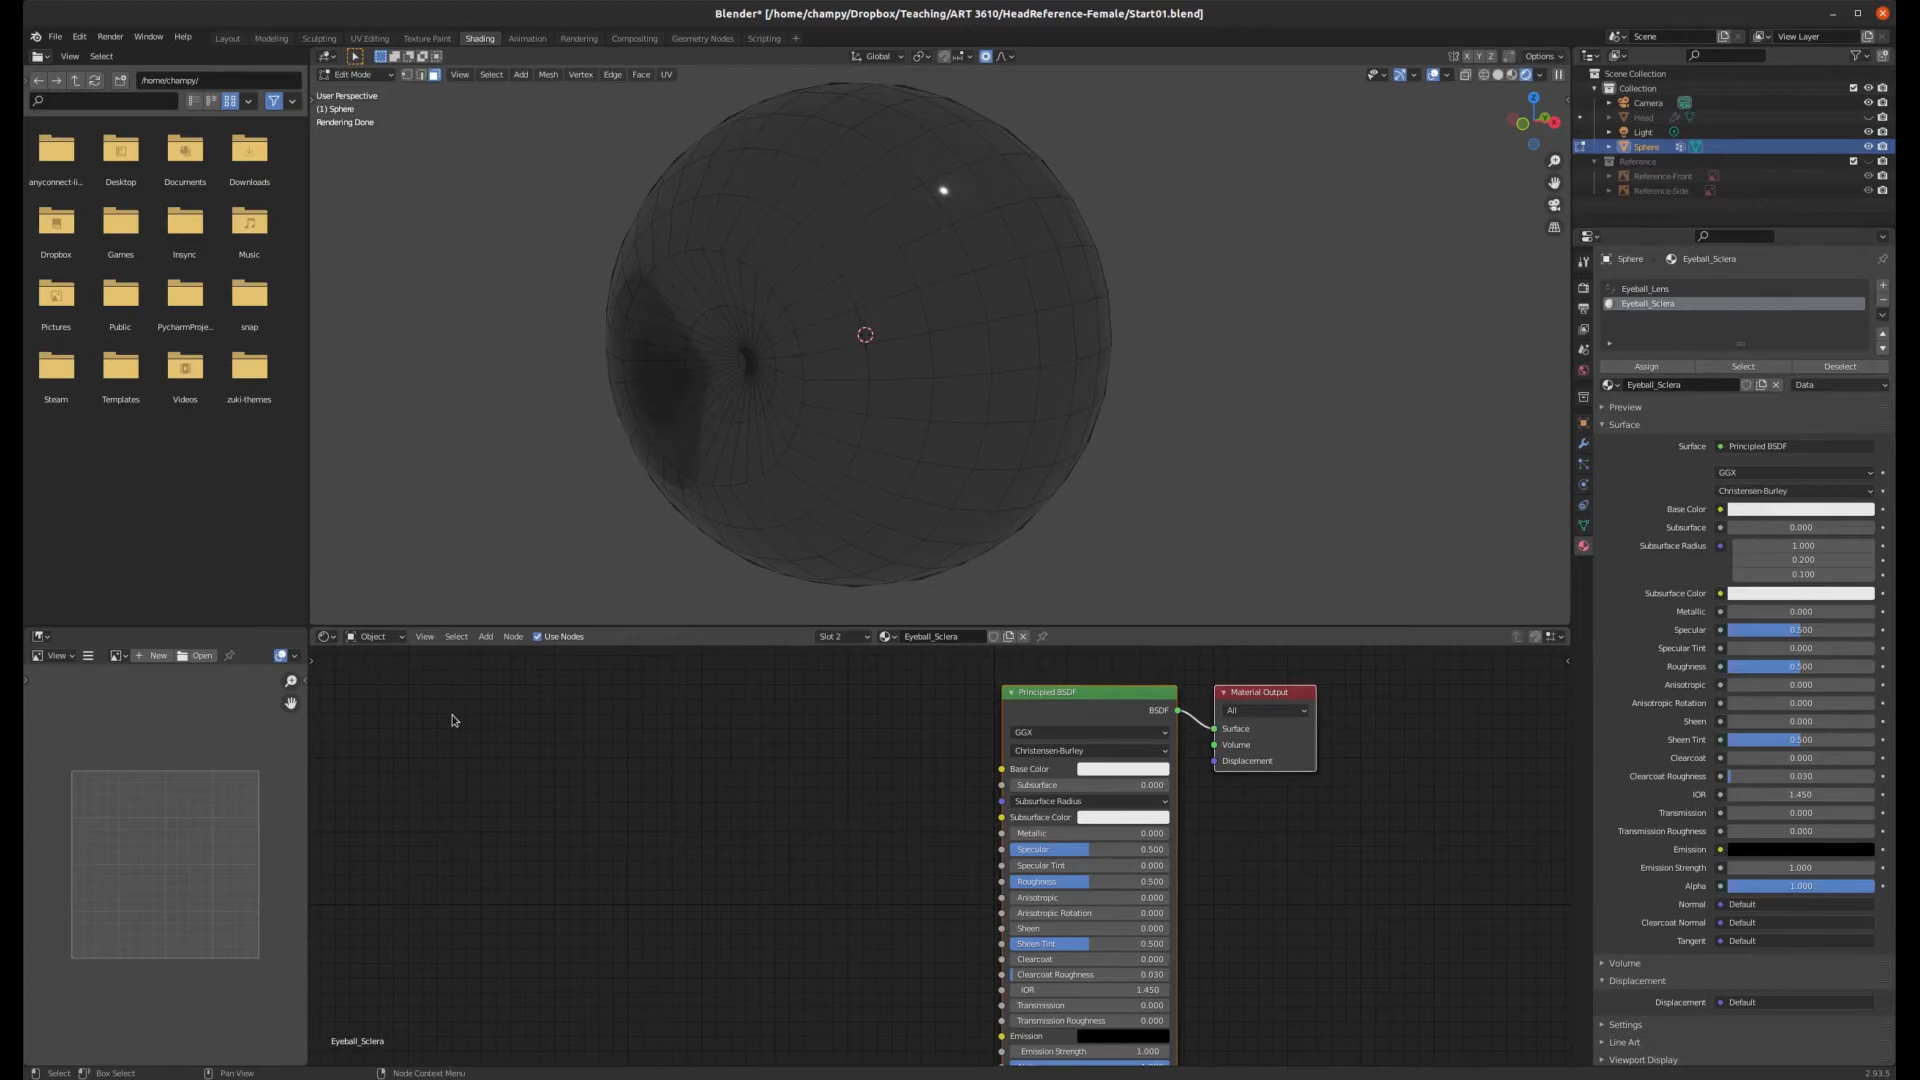 Blender* [/home/champy/Dropbox/Teaching/ART 3610/HeadReference-Female/Start01.blend]
File Edit Render Window Help Layout Modeling Sculpting UV Editing Texture Paint Shading Animation Rendering Compositing Geometry Nodes Scripting +
Scene View Layer
View Select
Global
Options
/home/champy/
Edit Mode View Select Add Mesh Vertex Edge Face UV
X Y Z
User Perspective
(1) Sphere
Rendering Done
Z
Y
X
anyconnect-li... Desktop Documents Downloads
Dropbox Games Insync Music
Pictures Public PycharmProje... snap
Steam Templates Videos zuki-themes
Scene Collection
Collection
Camera
Head
Light
Sphere
Reference
Reference-Front
Reference-Side
Sphere Eyeball_Sclera
Eyeball_Lens
Eyeball_Sclera
Assign Select Deselect
Eyeball_Sclera Data
Preview
Surface
Surface Principled BSDF
GGX
Christensen-Burley
Base Color
Subsurface 0.000
Subsurface Radius 1.000
0.200
0.100
Subsurface Color
Metallic 0.000
Specular 0.500
Specular Tint 0.000
Roughness 0.500
Anisotropic 0.000
Anisotropic Rotation 0.000
Sheen 0.000
Sheen Tint 0.500
Clearcoat 0.000
Clearcoat Roughness 0.030
IOR 1.450
Transmission 0.000
Transmission Roughness 0.000
Emission
Emission Strength 1.000
Alpha 1.000
Normal Default
Clearcoat Normal Default
Tangent Default
Volume
Displacement
Displacement Default
Settings
Line Art
Viewport Display
View + New Open
Object View Select Add Node Use Nodes Slot 2 Eyeball_Sclera
Principled BSDF
BSDF
GGX
Christensen-Burley
Base Color
Subsurface 0.000
Subsurface Radius
Subsurface Color
Metallic 0.000
Specular 0.500
Specular Tint 0.000
Roughness 0.500
Anisotropic 0.000
Anisotropic Rotation 0.000
Sheen 0.000
Sheen Tint 0.500
Clearcoat 0.000
Clearcoat Roughness 0.030
IOR 1.450
Transmission 0.000
Transmission Roughness 0.000
Emission
Emission Strength 1.000
Material Output
All
Surface
Volume
Displacement
Eyeball_Sclera
Select Box Select Pan View Node Context Menu 2.93.5